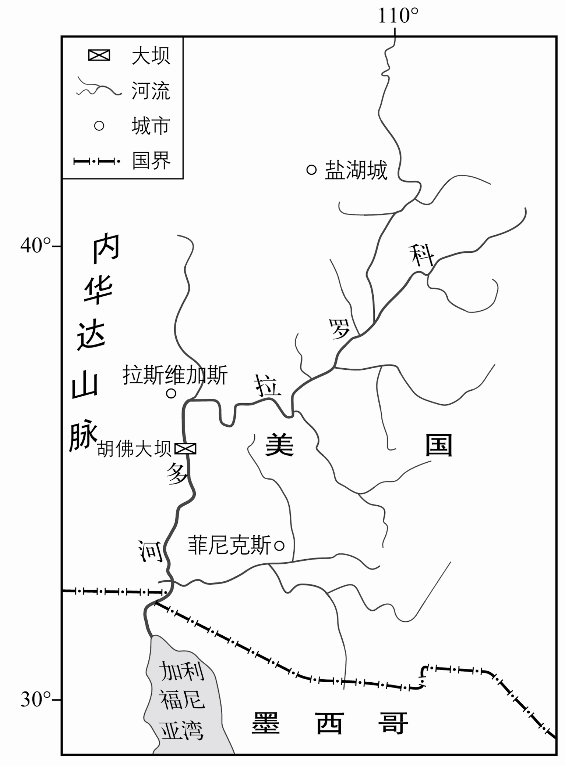 110°
大坝
河流
城市
国界
盐湖城
40°
科
内
华
达
山
脉
罗
拉斯维加斯
拉
胡佛大坝
美 国
多
河
菲尼克斯
加利
福尼
亚湾
30°
墨 西 哥